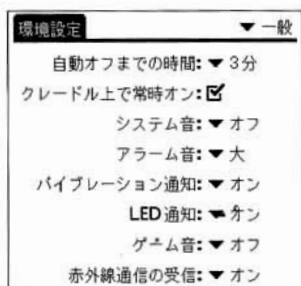 環境設定 ▼ 一般
自動オフまでの時間: ▼ 3分
クレードル上で常時オン: ☑
システム音: ▼ オフ
アラーム音: ▼ 大
バイブレーション通知: ▼ オン
LED 通知: ▼ オン
ゲーム音: ▼ オフ
赤外線通信の受信: ▼ オン